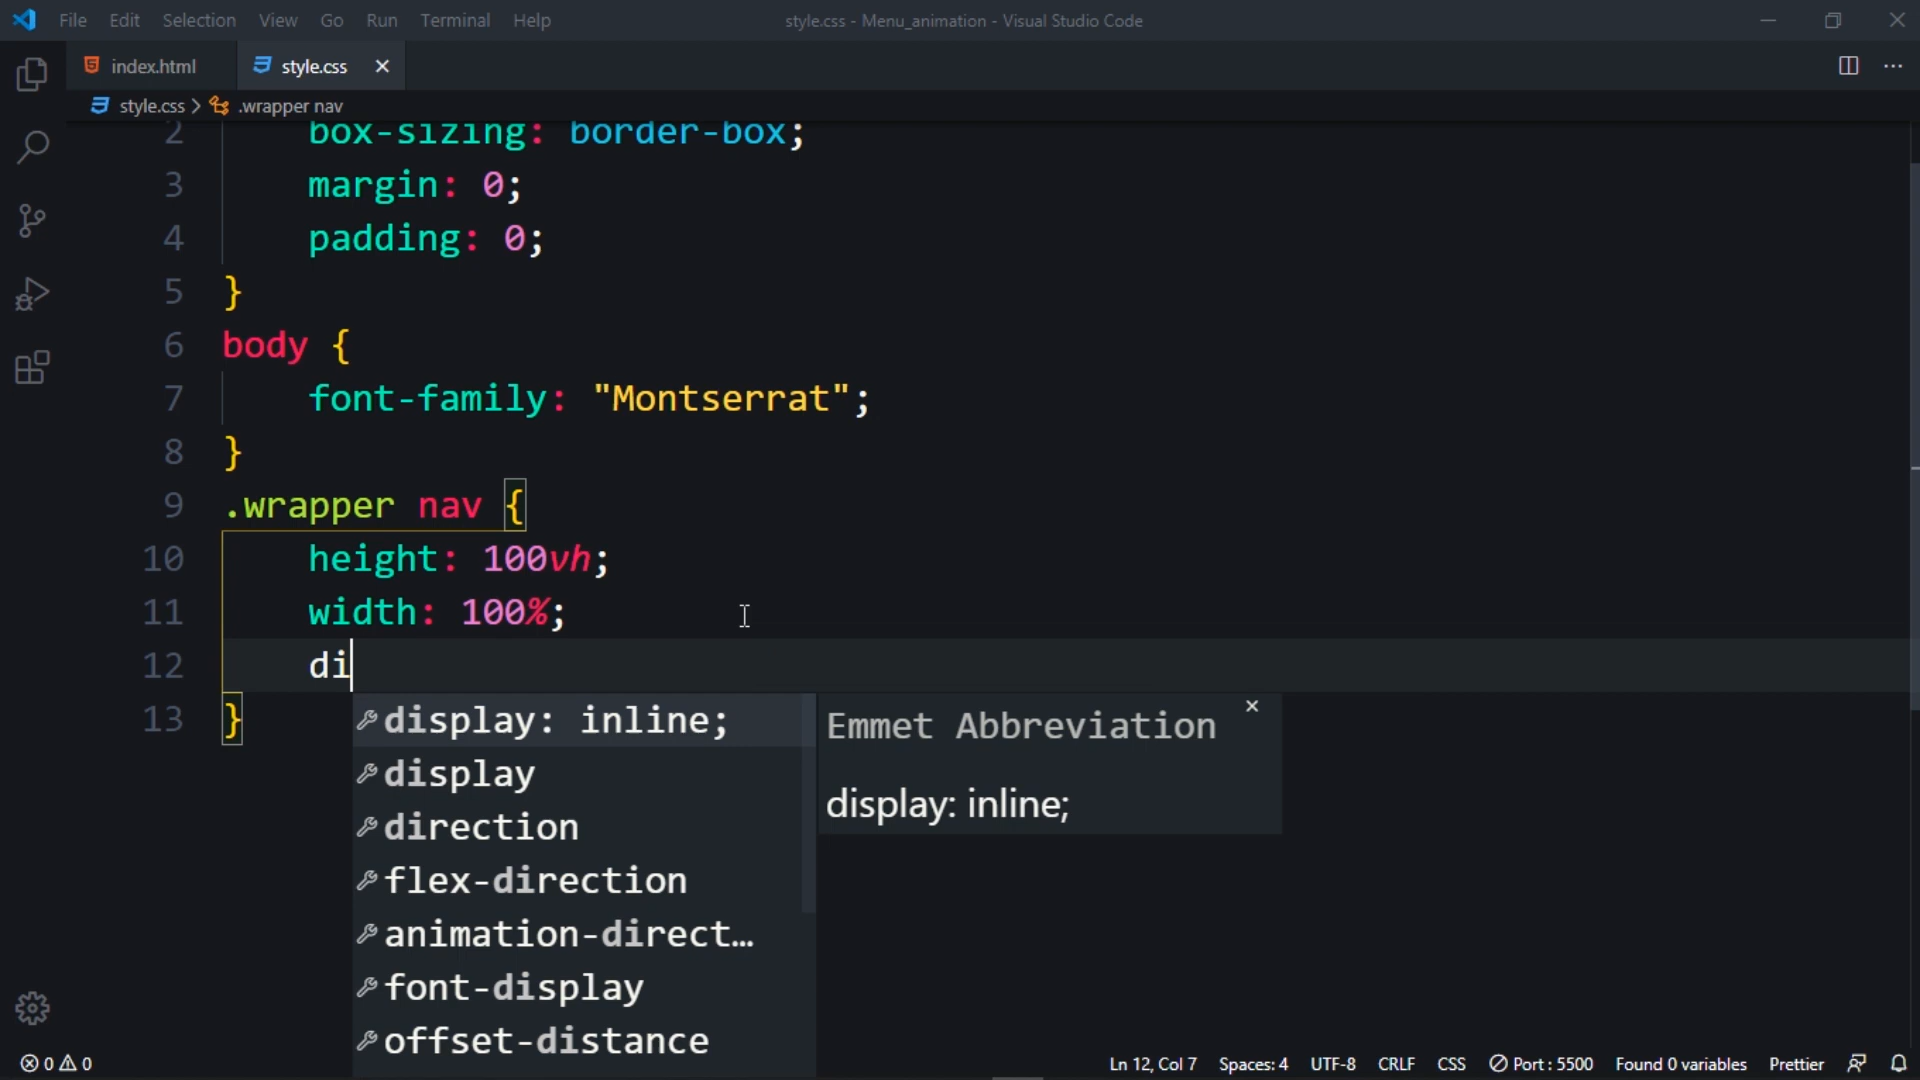 File Edit Selection View Go Run Terminal Help style.css - Menu_animation - Visual Studio Code
index.html style.css
style.css > .wrapper nav
2 box-sizing: border-box;
3 margin: 0;
4 padding: 0;
5 }
6 body {
7 font-family: "Montserrat";
8 }
9 .wrapper nav {
10 height: 100vh;
11 width: 100%;
12 di
13 }
display: inline;
display
direction
flex-direction
animation-direct…
font-display
offset-distance
Emmet Abbreviation
display: inline;
0 0 Ln 12, Col 7 Spaces: 4 UTF-8 CRLF CSS Port : 5500 Found 0 variables Prettier